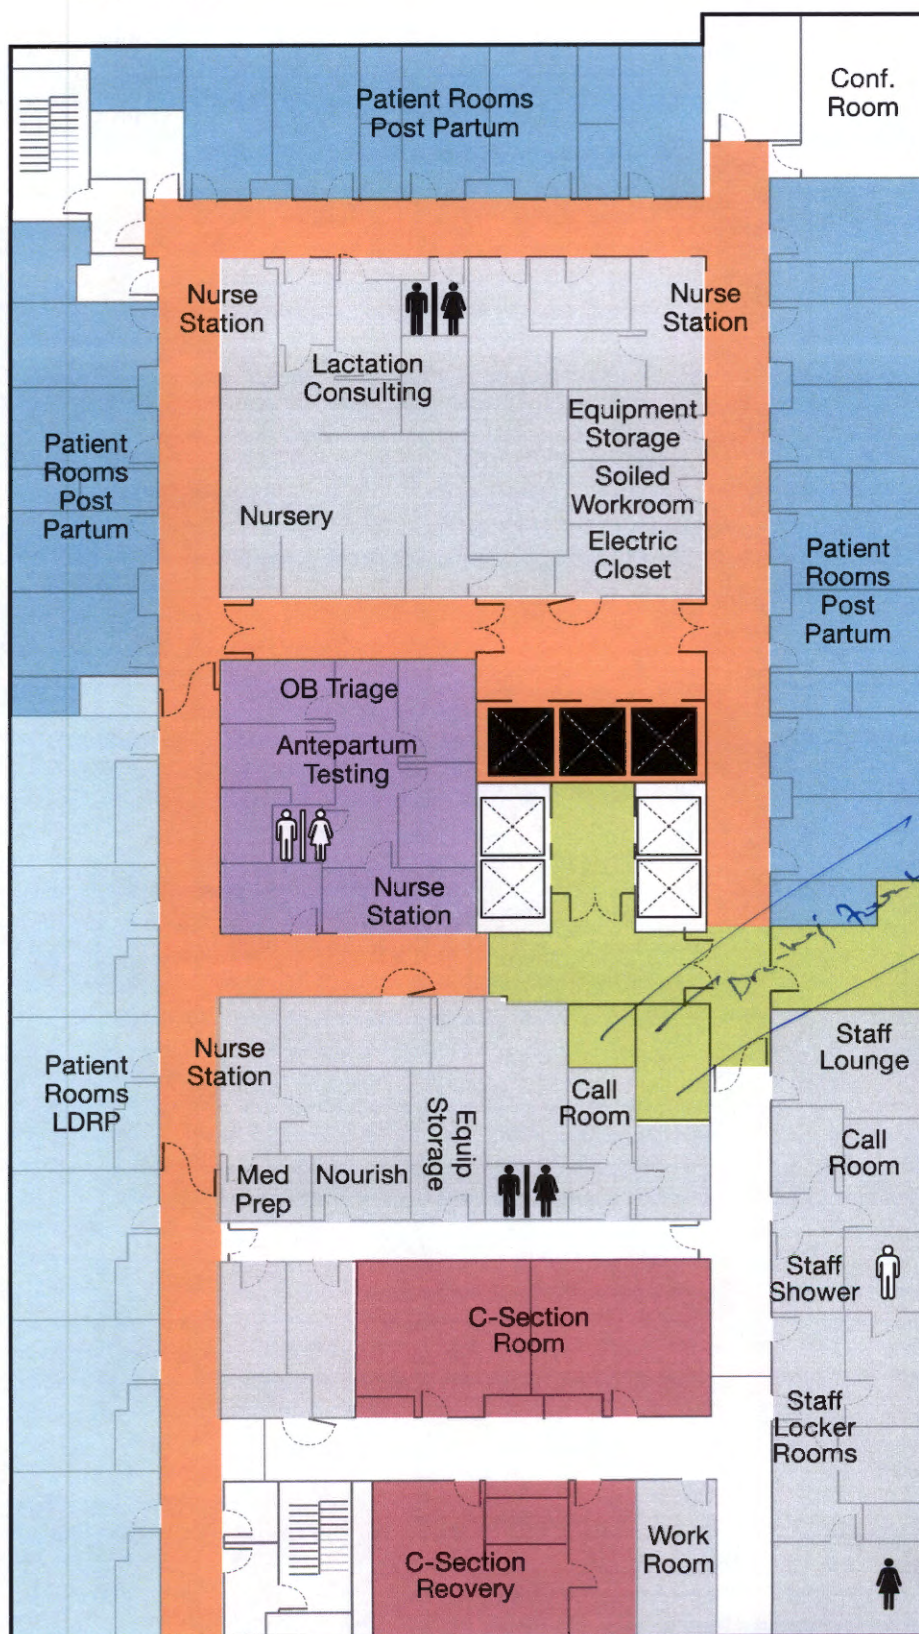 Conf.
Room
Patient Rooms
Post Partum
Nurse
Station
Nurse
Station
Lactation
Consulting
Equipment
Storage
Patient
Rooms
Post
Partum
Soiled
Workroom
Nursery
Electric
Closet
Patient
Rooms
Post
Partum
OB Triage
Antepartum
Testing
Nurse
Station
Staff
Lounge
Nurse
Station
Patient
Rooms
LDRP
Call
Room
Equip
Storage
Call
Room
Med
Prep
Nourish
Staff
Shower
C-Section
Room
Staff
Locker
Rooms
Work
Room
C-Section
Reovery